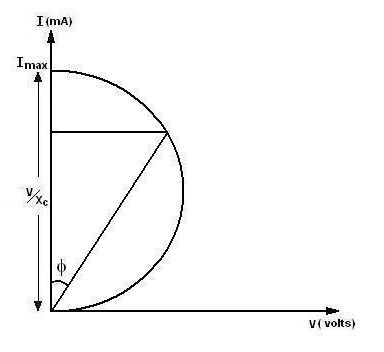 I (mA)
Imax
V/Xc
ϕ
V( volts)